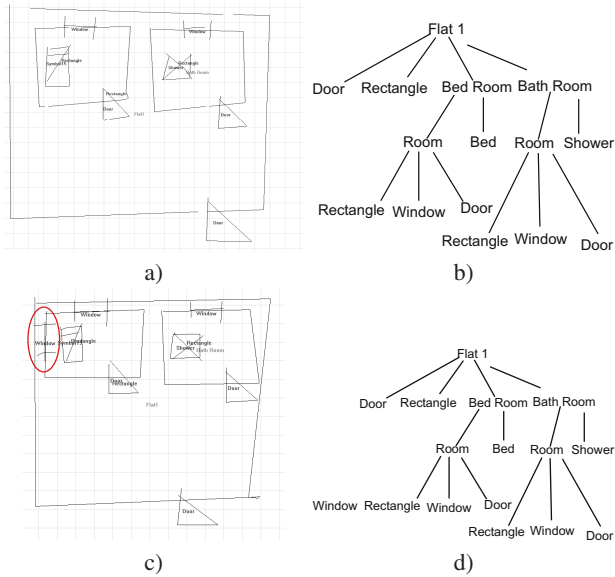 Window
Window
Rectangle
Rectangle
Shower
Bath Room
Rectangle
Door
Flat1
Door
Door
a)
Flat 1
Door Rectangle Bed Room Bath Room
Room Bed Room Shower
Rectangle Window Door
Rectangle Window Door
b)
Window
Window
Window
Rectangle
Rectangle
Shower
Bath Room
Door
Rectangle
Door
Flat1
Door
c)
Flat 1
Door Rectangle Bed Room Bath Room
Room Bed Room Shower
Window Rectangle Window Door
Rectangle Window Door
d)